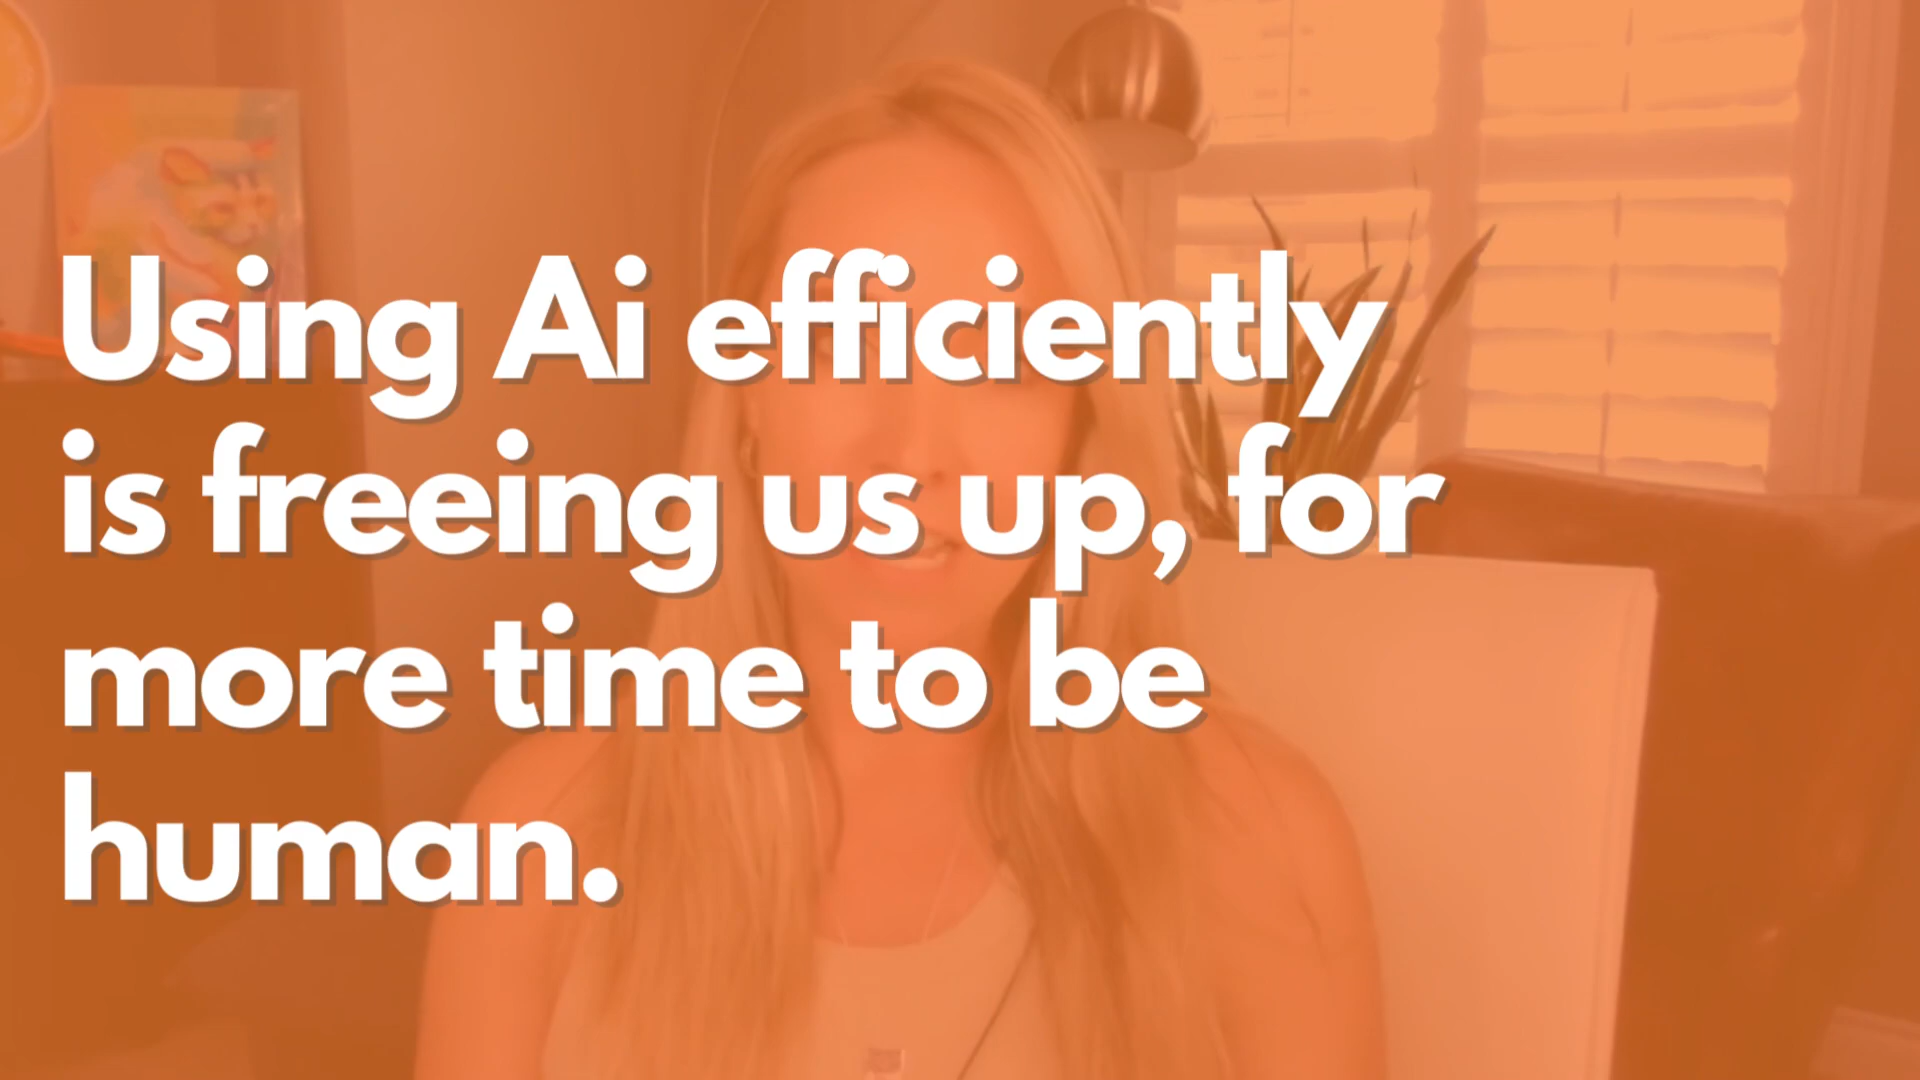 Using Ai efficiently
is freeing us up, for
more time to be
human.